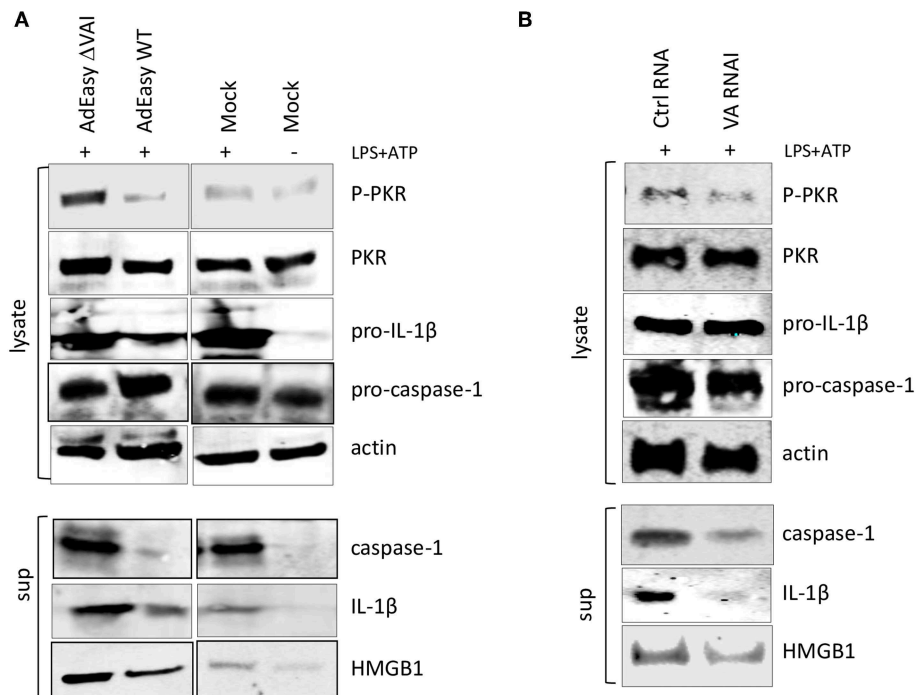 A
AdEasy ΔVAI
AdEasy WT
Mock
Mock
+ + + - LPS+ATP
lysate
P-PKR
PKR
pro-IL-1β
pro-caspase-1
actin
sup
caspase-1
IL-1β
HMGB1
B
Ctrl RNA
VA RNAI
+ + LPS+ATP
lysate
P-PKR
PKR
pro-IL-1β
pro-caspase-1
actin
sup
caspase-1
IL-1β
HMGB1